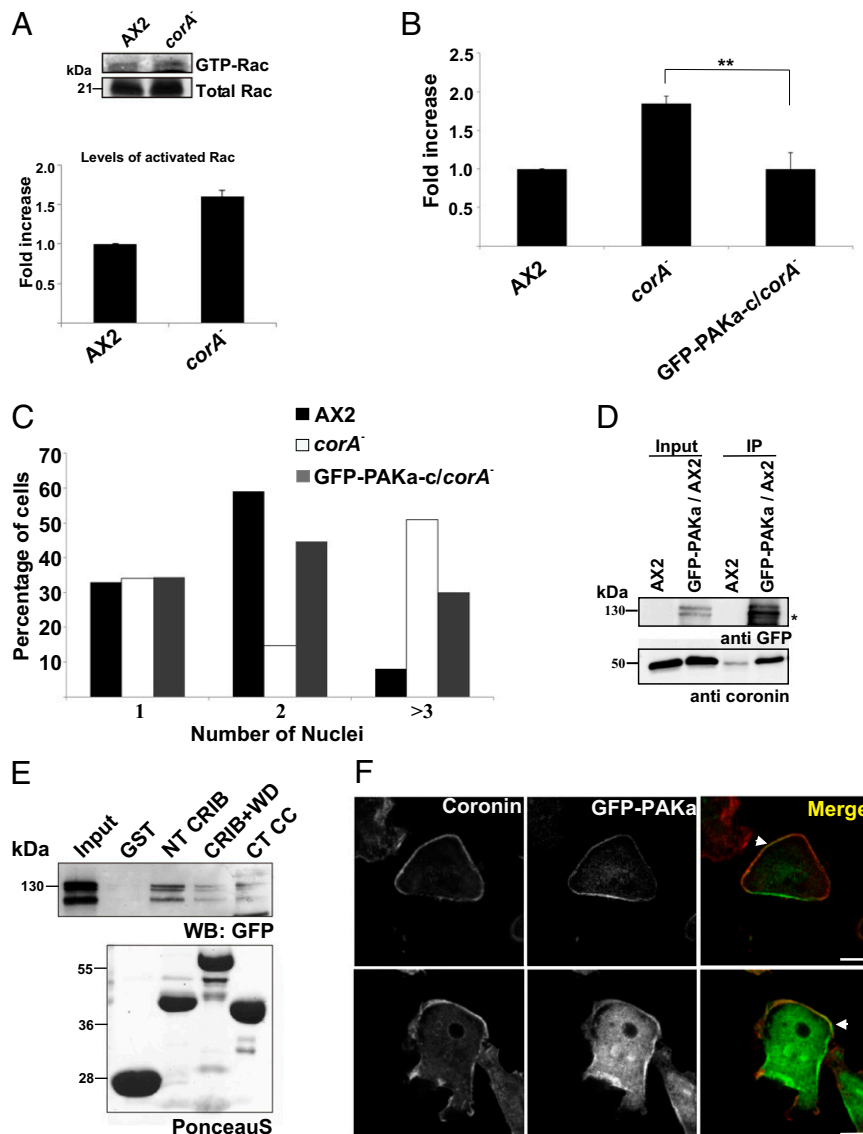 A
AX2
corA-
kDa
GTP-Rac
21
Total Rac
Levels of activated Rac
Fold increase
2.0
1.5
1.0
0.5
AX2
corA-
B
**
Fold increase
2.5
2.0
1.5
1.0
0.5
AX2
corA-
GFP-PAKa-c/corA-
C
AX2
corA-
GFP-PAKa-c/corA-
Percentage of cells
70
60
50
40
30
20
10
1
2
>3
Number of Nuclei
D
Input
IP
AX2
GFP-PAKa / AX2
AX2
GFP-PAKa / Ax2
kDa
130
*
anti GFP
50
anti coronin
E
Input
GST
NT CRIB
CRIB+WD
CT CC
kDa
130
WB: GFP
55
36
28
PonceauS
F
Coronin
GFP-PAKa
Merge